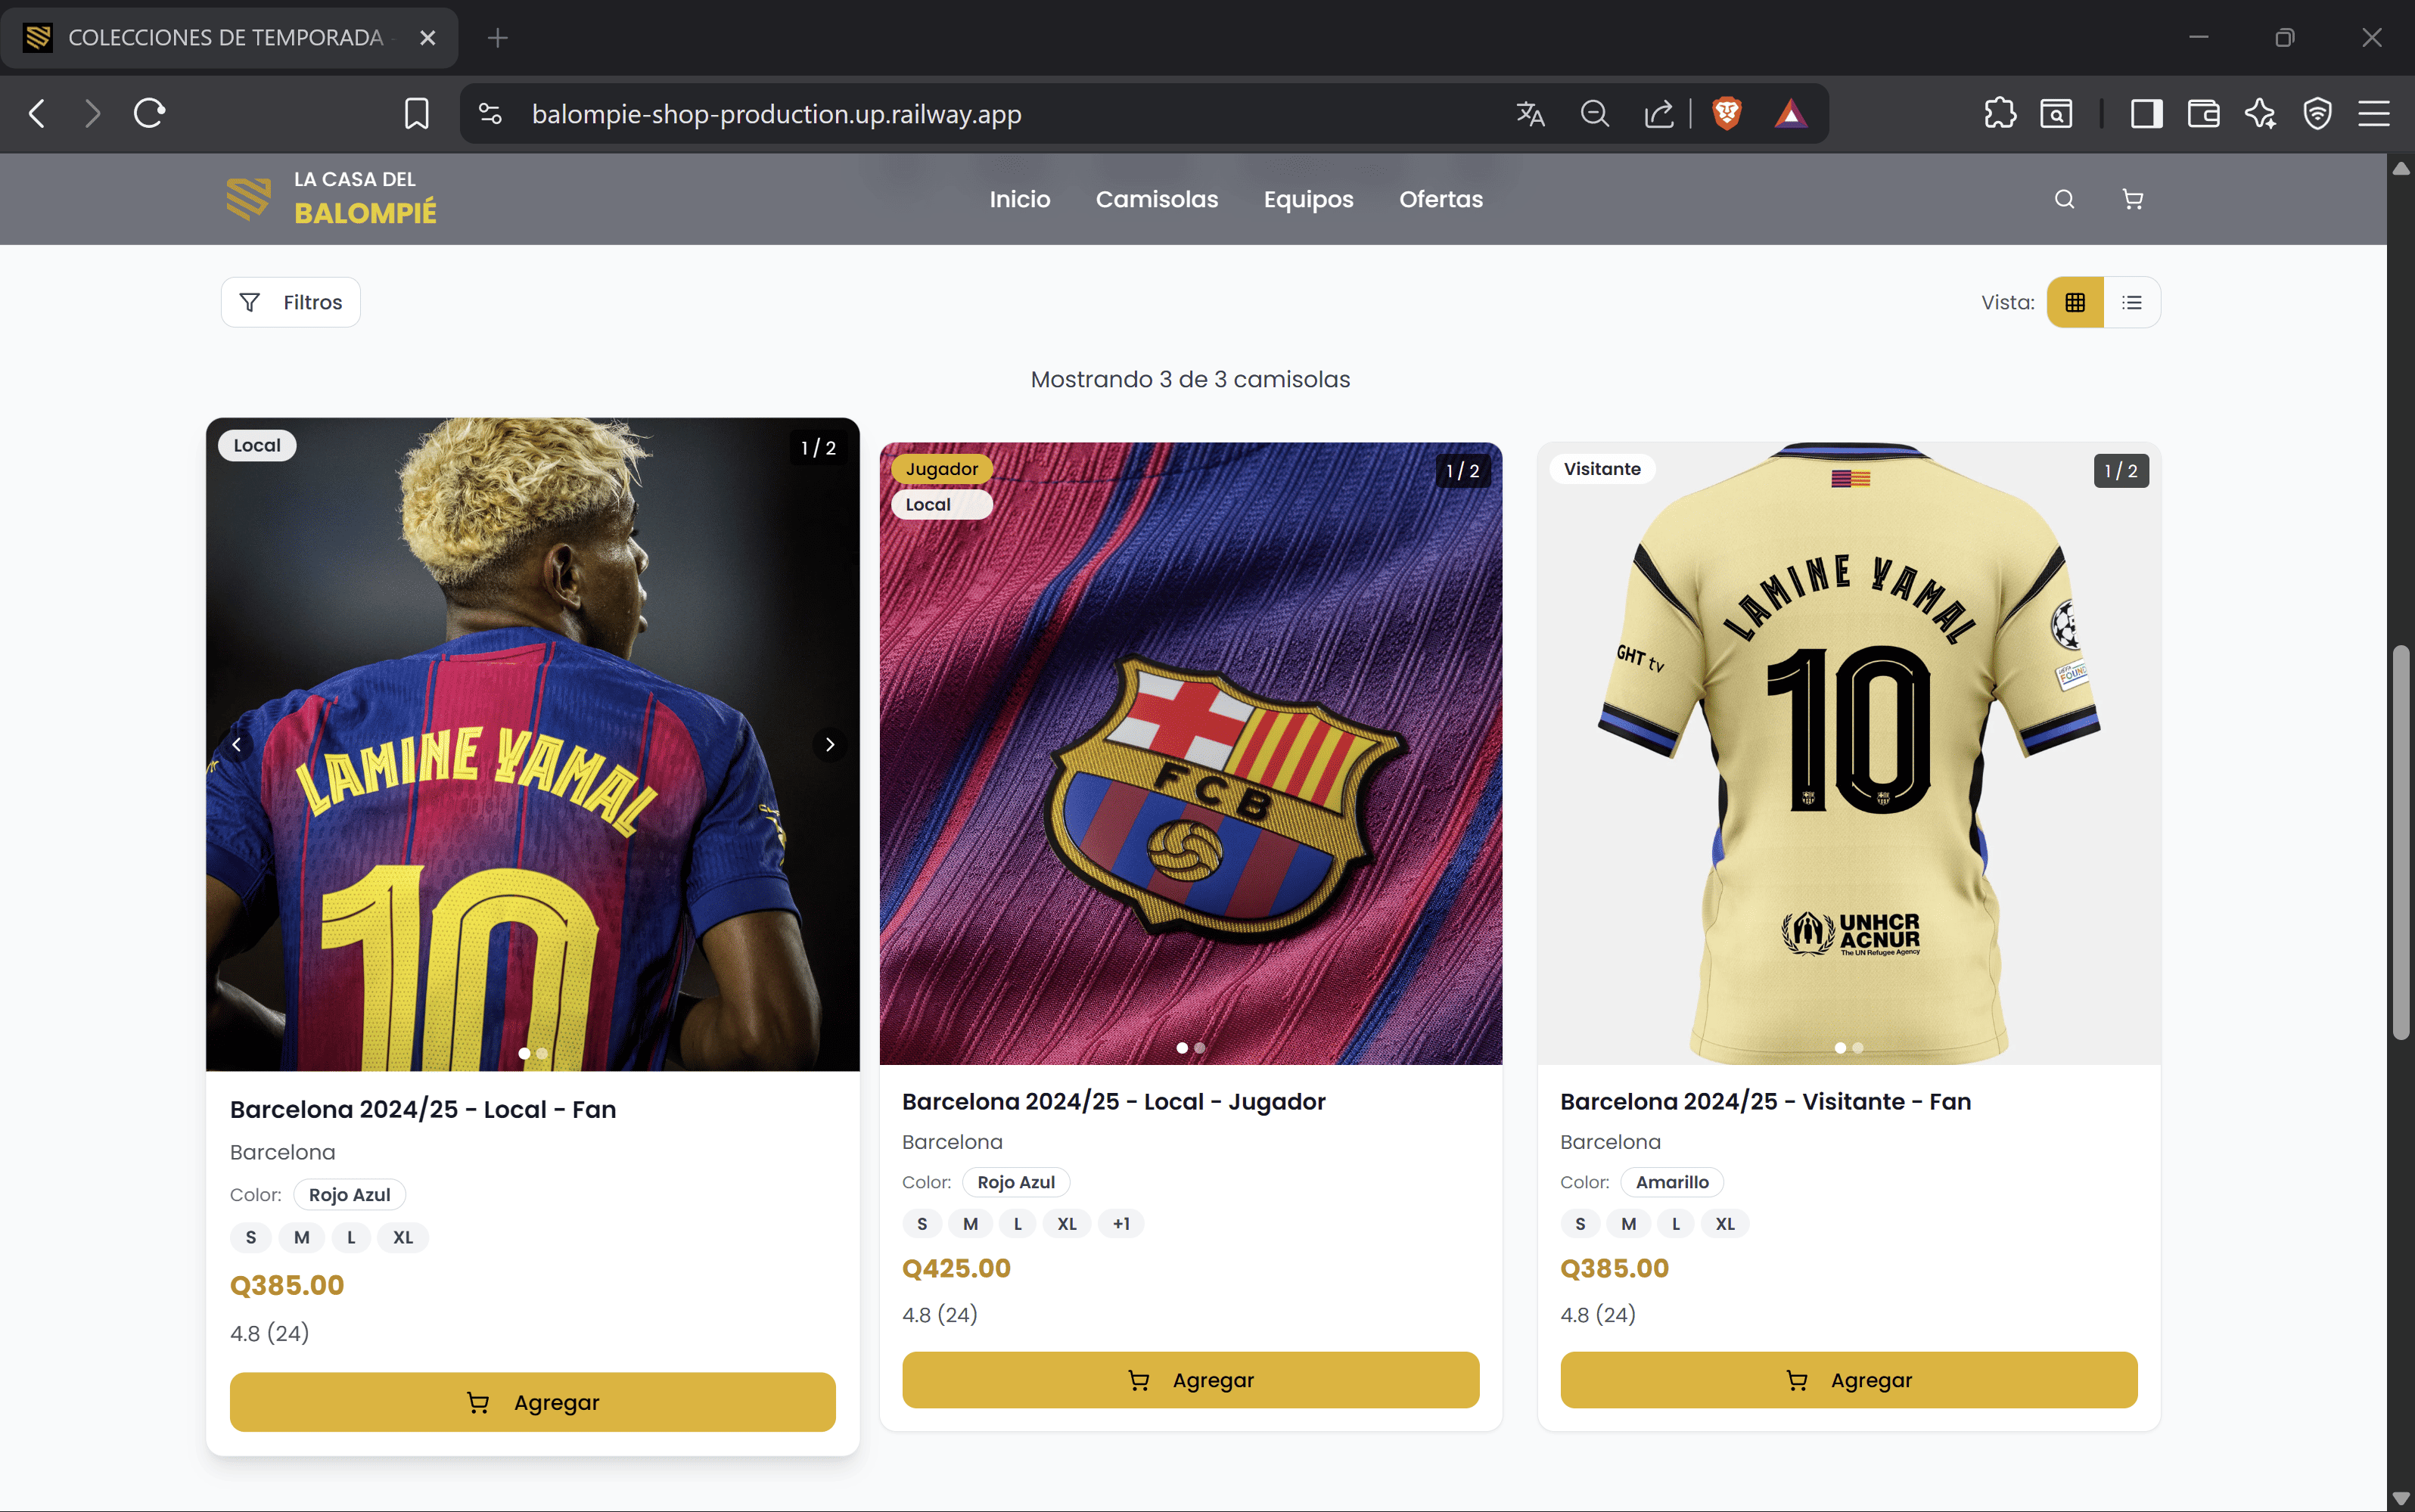 COLECCIONES DE TEMPORADA -
balompie-shop-production.up.railway.app
LA CASA DEL
BALOMPIÉ
Inicio
Camisolas
Equipos
Ofertas
Filtros
Vista:
Mostrando 3 de 3 camisolas
Local
1 / 2
LAMINE YAMAL
10
Barcelona 2024/25 - Local - Fan
Barcelona
Color: Rojo Azul
S M L XL
Q385.00
4.8 (24)
Agregar
Jugador
Local
1 / 2
FCB
Barcelona 2024/25 - Local - Jugador
Barcelona
Color: Rojo Azul
S M L XL +1
Q425.00
4.8 (24)
Agregar
Visitante
1 / 2
LAMINE YAMAL
GHT tv
10
UNHCR
ACNUR
The UN Refugee Agency
Barcelona 2024/25 - Visitante - Fan
Barcelona
Color: Amarillo
S M L XL
Q385.00
4.8 (24)
Agregar